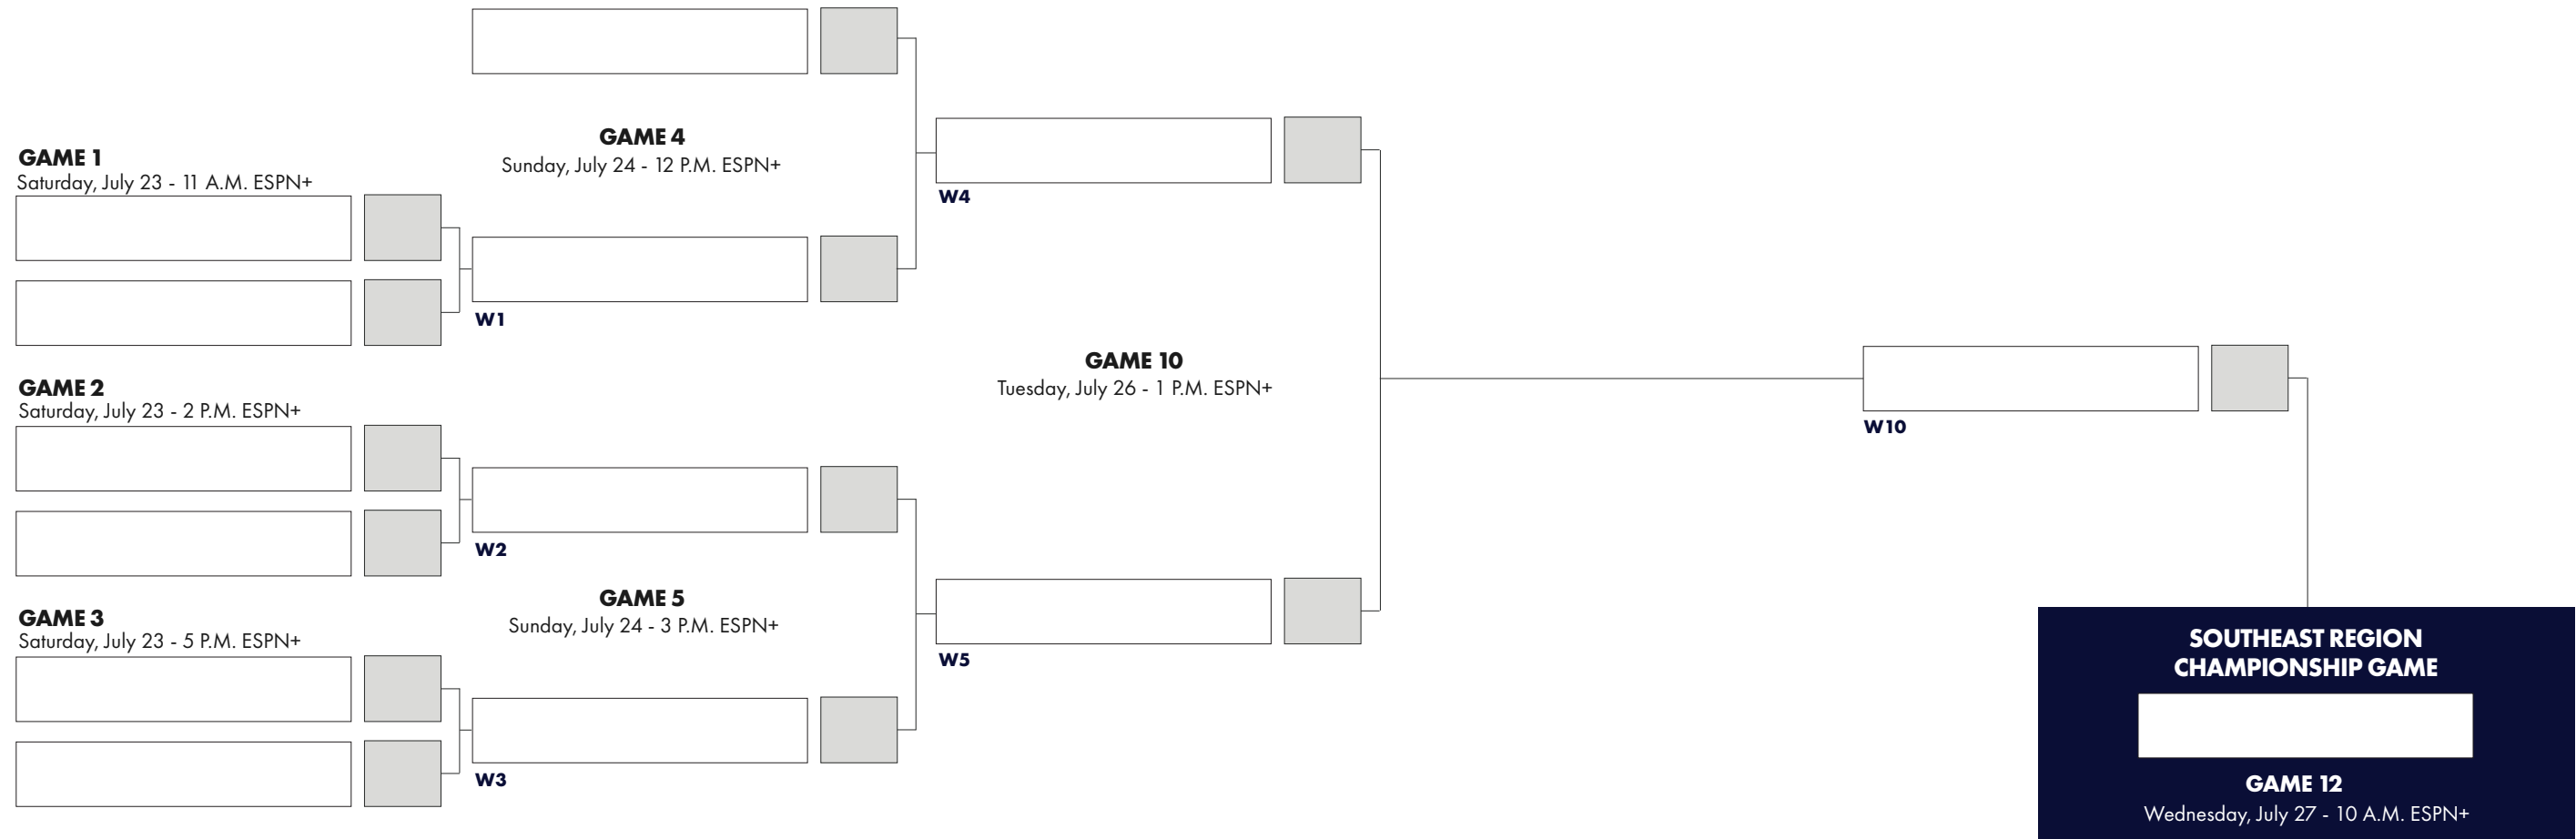 GAME 4
Sunday, July 24 - 12 P.M. ESPN+
GAME 1
Saturday, July 23 - 11 A.M. ESPN+
W4
W1
GAME 10
Tuesday, July 26 - 1 P.M. ESPN+
GAME 2
Saturday, July 23 - 2 P.M. ESPN+
W10
W2
GAME 5
Sunday, July 24 - 3 P.M. ESPN+
GAME 3
Saturday, July 23 - 5 P.M. ESPN+
W5
W3
SOUTHEAST REGION
CHAMPIONSHIP GAME
GAME 12
Wednesday, July 27 - 10 A.M. ESPN+